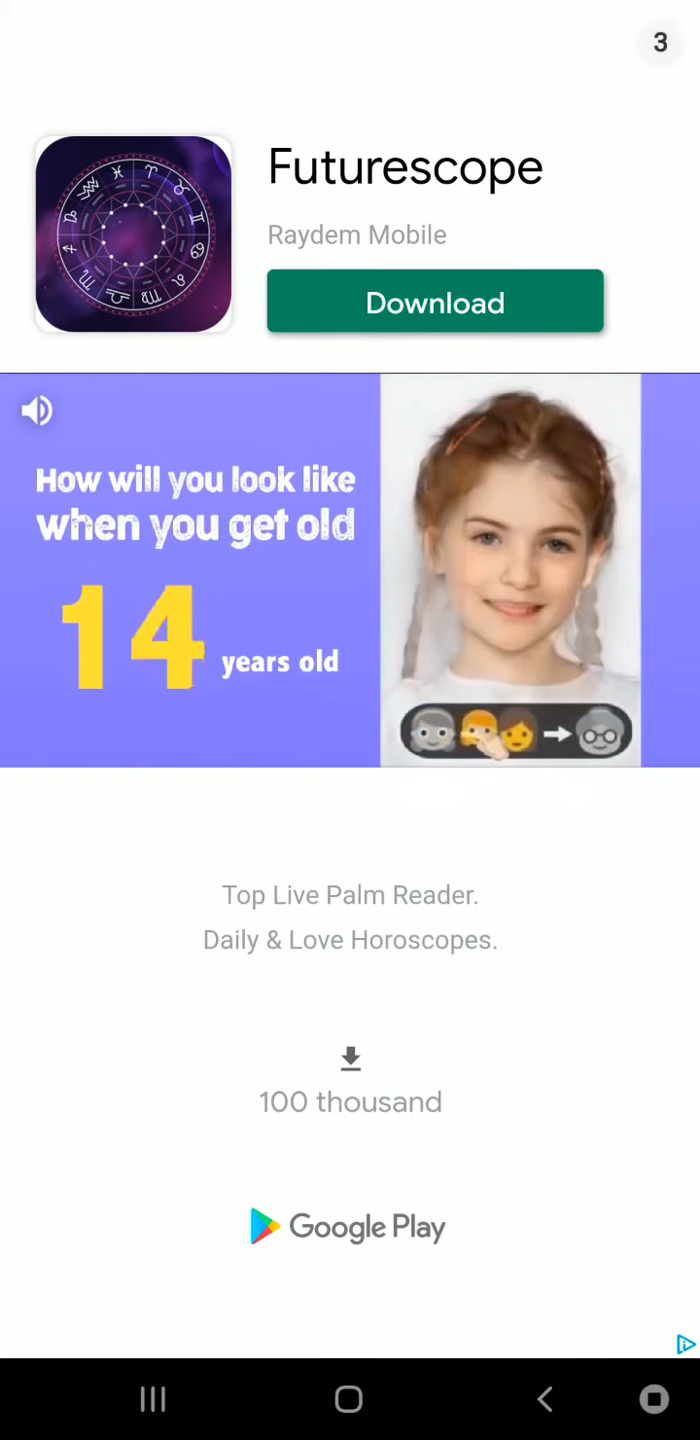 3
Futurescope
Raydem Mobile
Download
How will you look like
when you get old
14 years old
Top Live Palm Reader.
Daily & Love Horoscopes.
100 thousand
Google Play